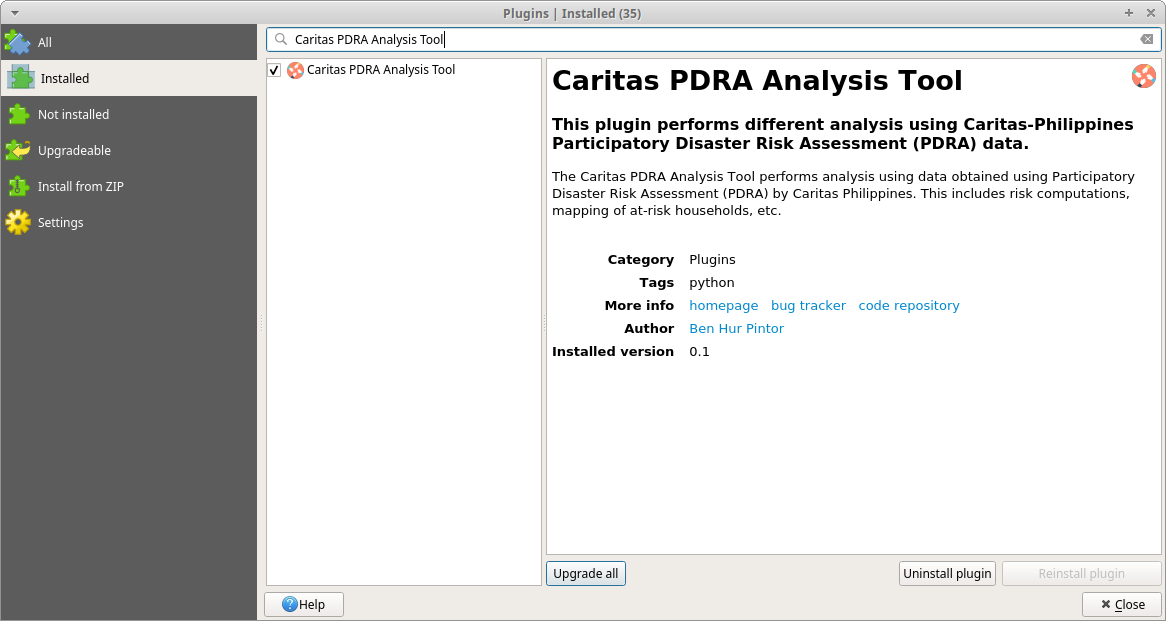 Plugins | Installed (35)
All
Installed
Not installed
Upgradeable
Install from ZIP
Settings
Caritas PDRA Analysis Tool
Caritas PDRA Analysis Tool
Caritas PDRA Analysis Tool
This plugin performs different analysis using Caritas-Philippines
Participatory Disaster Risk Assessment (PDRA) data.
The Caritas PDRA Analysis Tool performs analysis using data obtained using Participatory
Disaster Risk Assessment (PDRA) by Caritas Philippines. This includes risk computations,
mapping of at-risk households, etc.
Category Plugins
Tags python
More info homepage bug tracker code repository
Author Ben Hur Pintor
Installed version 0.1
Upgrade all Uninstall plugin Reinstall plugin
Help Close